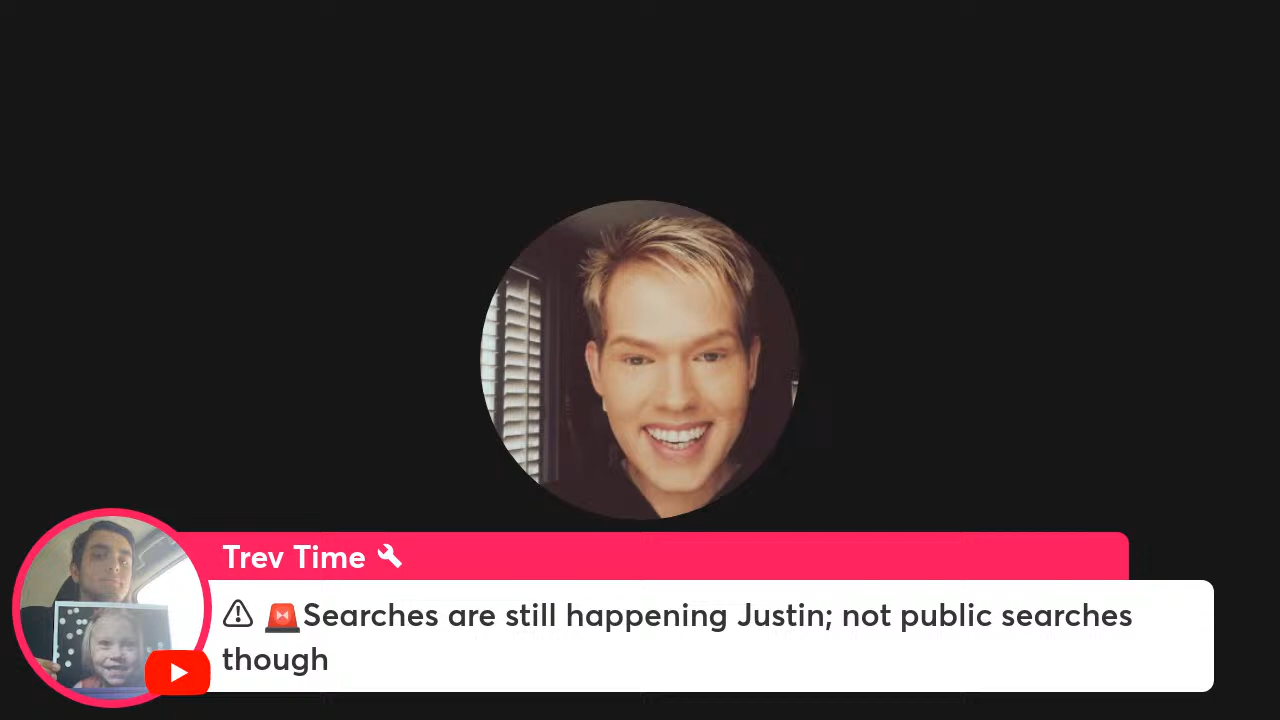 Trev Time
Searches are still happening Justin; not public searches
though